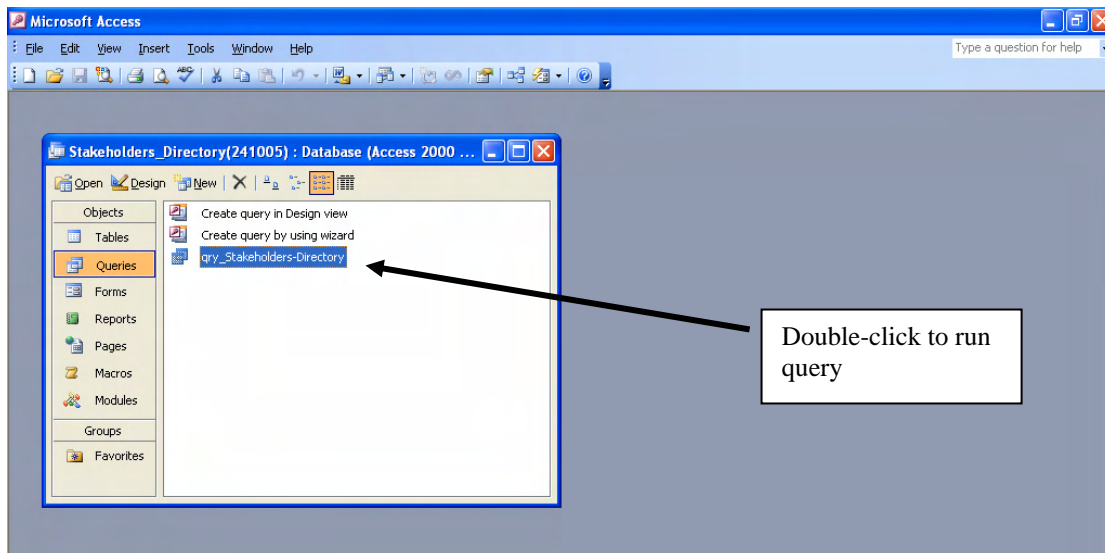 Microsoft Access
File Edit View Insert Tools Window Help
Type a question for help
ABC
Stakeholders_Directory(241005) : Database (Access 2000 ...
Open Design New
Objects
Tables
Queries
Forms
Reports
Pages
Macros
Modules
Groups
Favorites
Create query in Design view
Create query by using wizard
qry_Stakeholders-Directory
Double-click to run
query